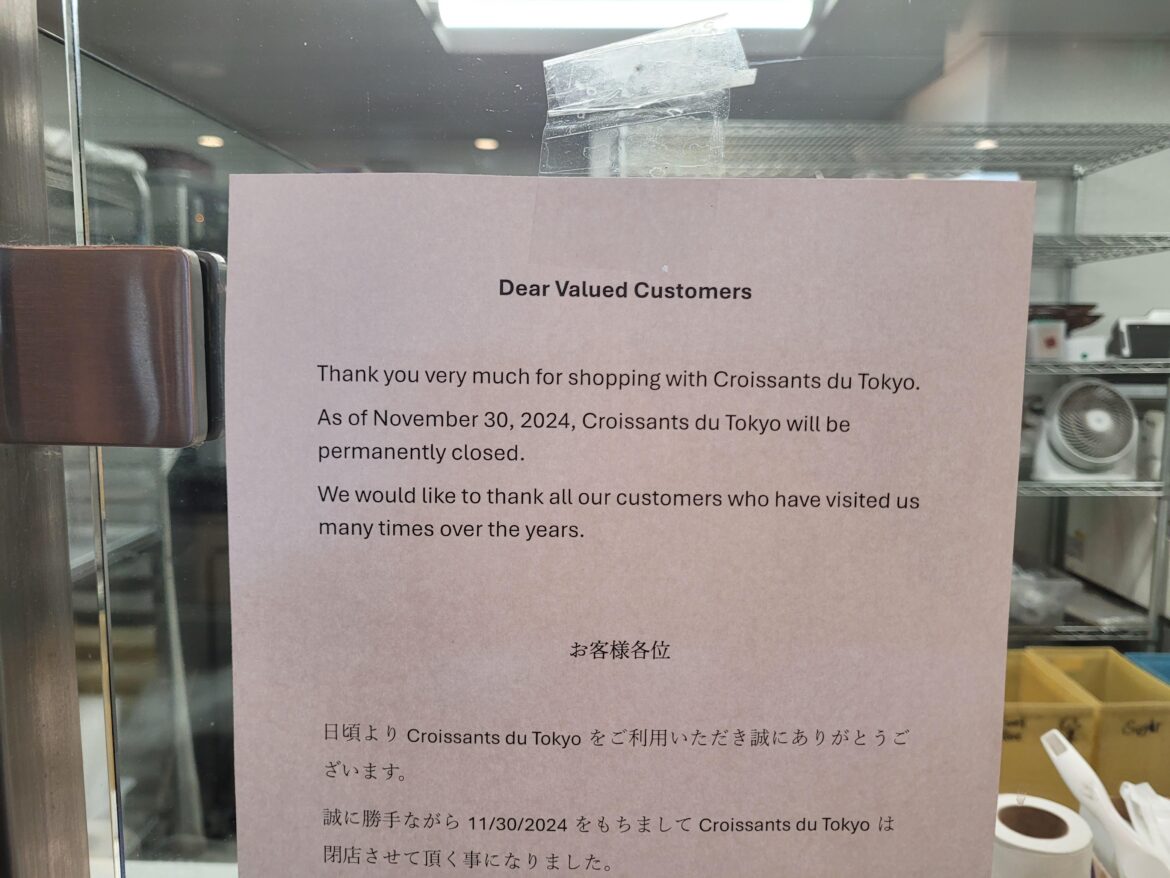 Dear Valued Customers
Thank you very much for shopping with Croissants du Tokyo.
As of November 30, 2024, Croissants du Tokyo will be
permanently closed.
We would like to thank all our customers who have visited us
many times over the years.
お客様各位
日頃より Croissants du Tokyo をご利用いただき誠にありがとうご
ざいます。
誠に勝手ながら 11/30/2024 をもちまして Croissants du Tokyo は
閉店させて頂く事になりました。